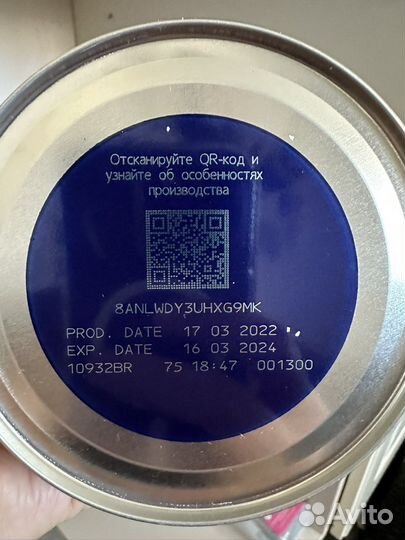 Отсканируйте QR-код и
узнайте об особенностях
производства
8ANLWDY3UHXG9MK
PROD. DATE 17 03 2022
EXP. DATE 16 03 2024
10932BR 75 18:47 001300
Avito